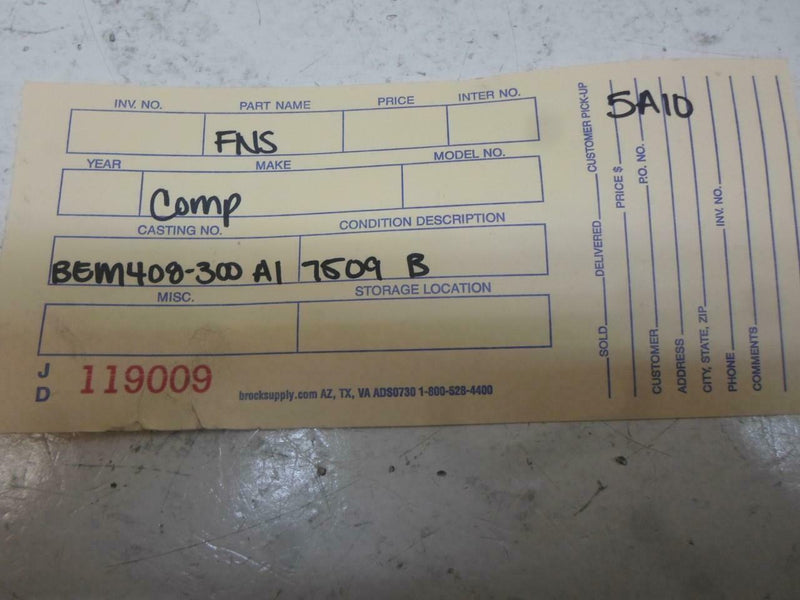 INV. NO. PART NAME PRICE INTER NO.
FNS
YEAR MAKE MODEL NO.
Comp
CASTING NO. CONDITION DESCRIPTION
BEM408-300 A1 7509 B
MISC. STORAGE LOCATION
J D 119009
brocksupply.com AZ, TX, VA ADS0730 1-800-528-4400
5A10
SOLD DELIVERED CUSTOMER PICK-UP
PRICE $
CUSTOMER P.O. NO.
ADDRESS
CITY, STATE, ZIP
PHONE INV. NO.
COMMENTS